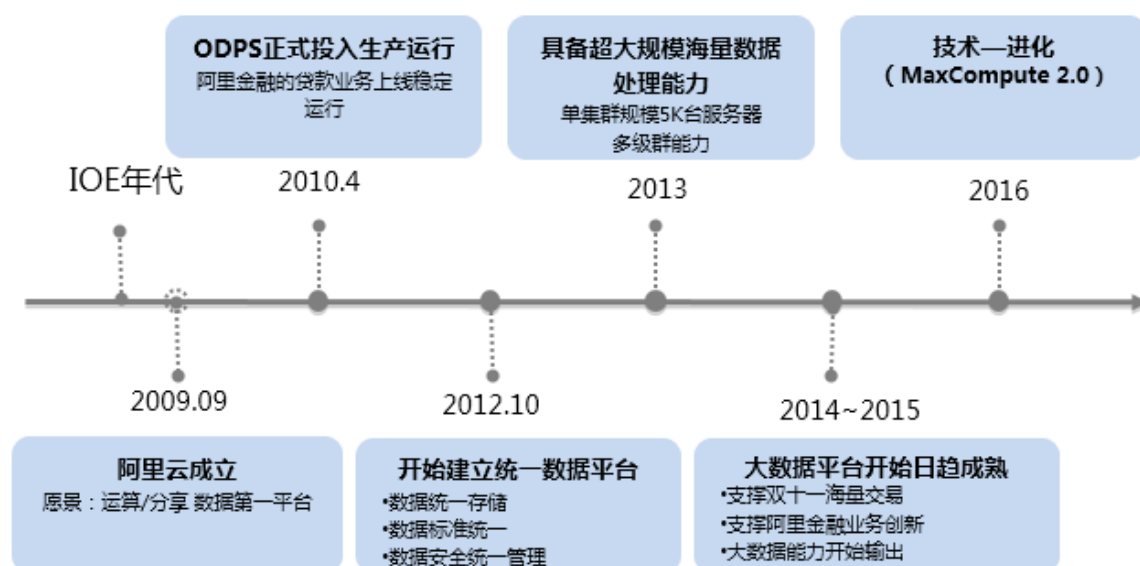 ODPS正式投入生产运行
阿里金融的贷款业务上线稳定
运行
具备超大规模海量数据
处理能力
单集群规模5K台服务器
多级群能力
技术—进化
（MaxCompute 2.0）
IOE年代
2010.4
2013
2016
2009.09
2012.10
2014~2015
阿里云成立
愿景：运算/分享 数据第一平台
开始建立统一数据平台
•数据统一存储
•数据标准统一
•数据安全统一管理
大数据平台开始日趋成熟
•支撑双十一海量交易
•支撑阿里金融业务创新
•大数据能力开始输出